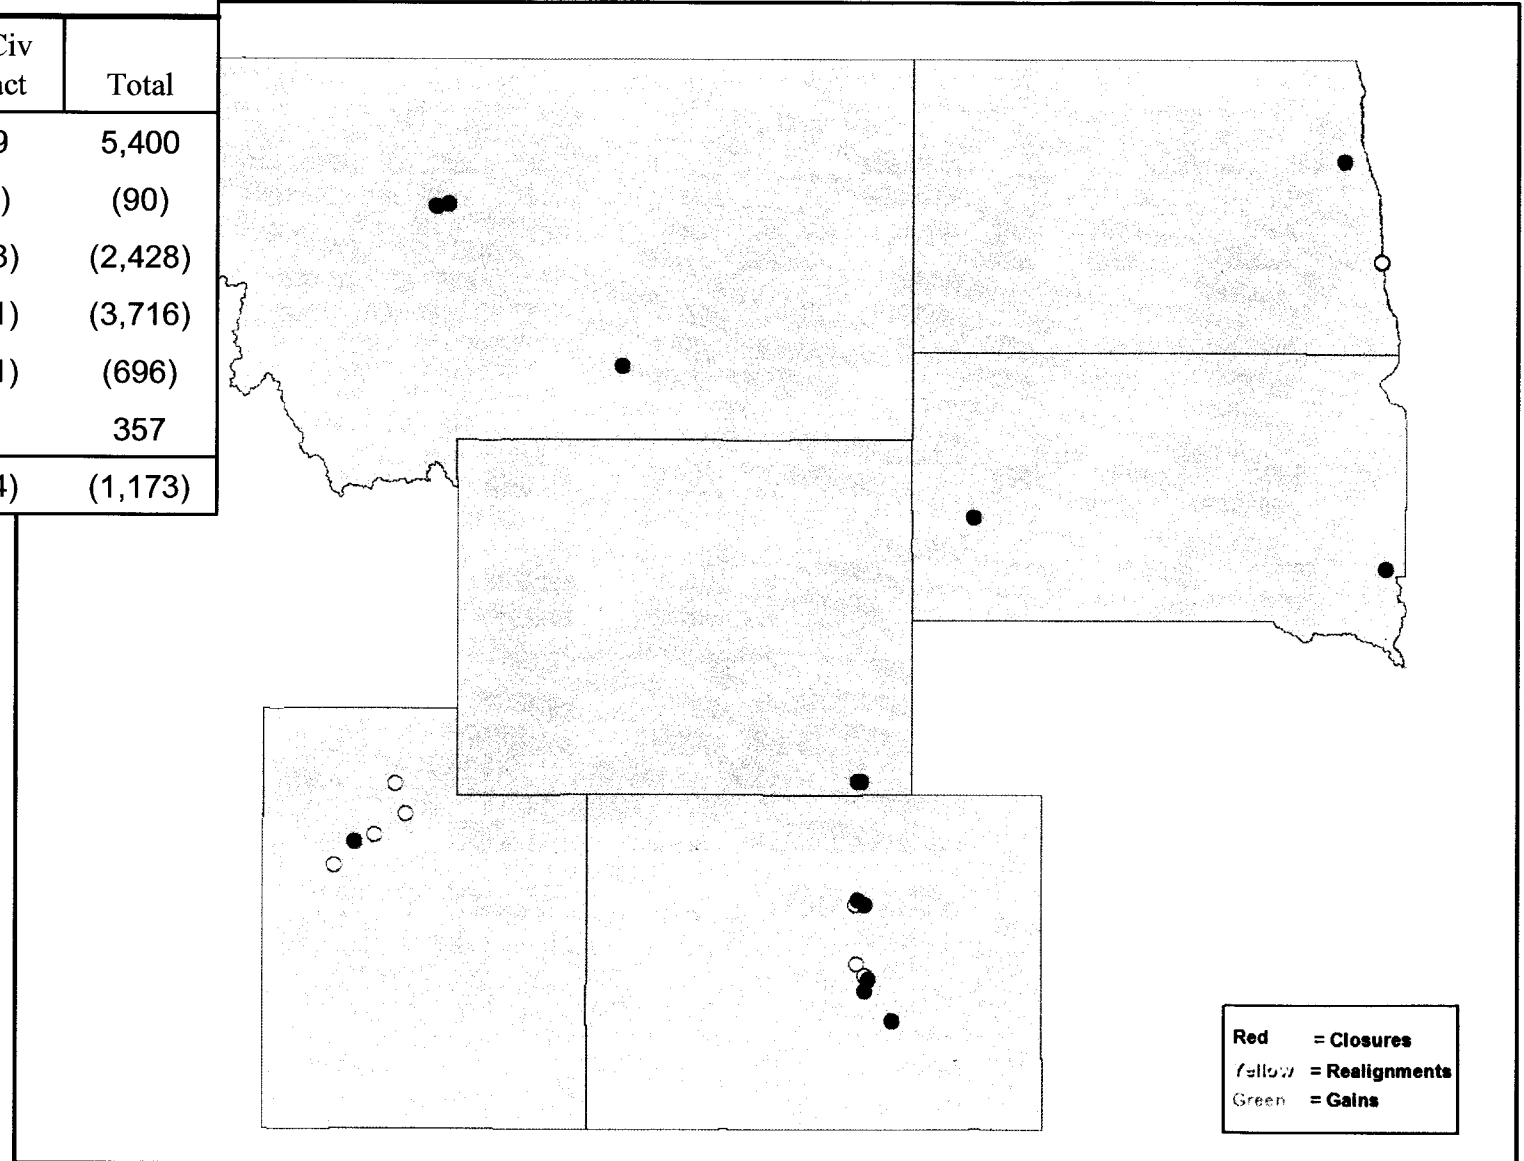 Civ
act Total
9 5,400
) (90)
3) (2,428)
1) (3,716)
1) (696)
357
4) (1,173)
Red = Closures
Yellow = Realignments
Green = Gains